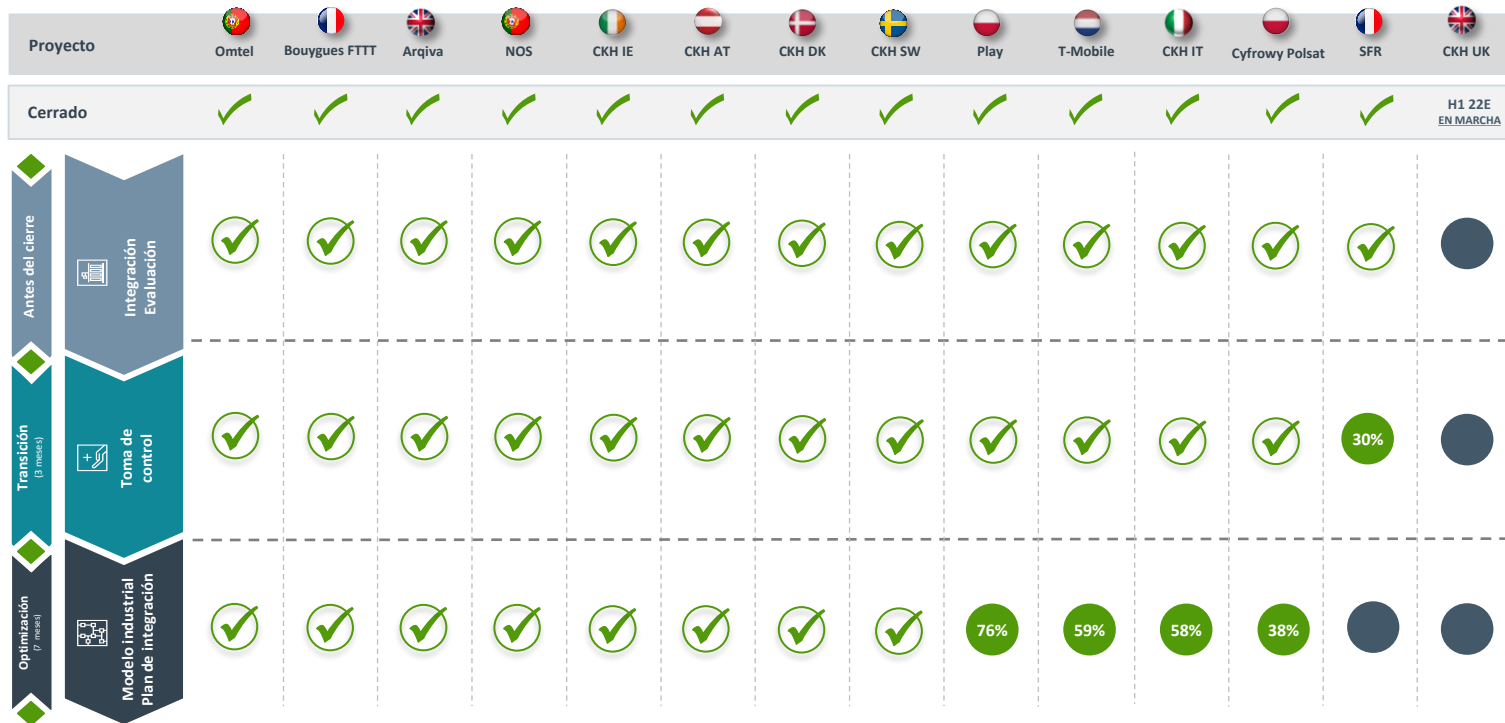 Proyecto
Omtel
Bouygues FTTT
Arqiva
NOS
CKH IE
CKH AT
CKH DK
CKH SW
Play
T-Mobile
CKH IT
Cyfrowy Polsat
SFR
CKH UK
Cerrado
H1 22E
EN MARCHA
Antes del cierre
Integración
Evaluación
Transición
(3 meses)
Toma de
control
30%
Optimización
(7 meses)
Modelo industrial
Plan de integración
76%
59%
58%
38%